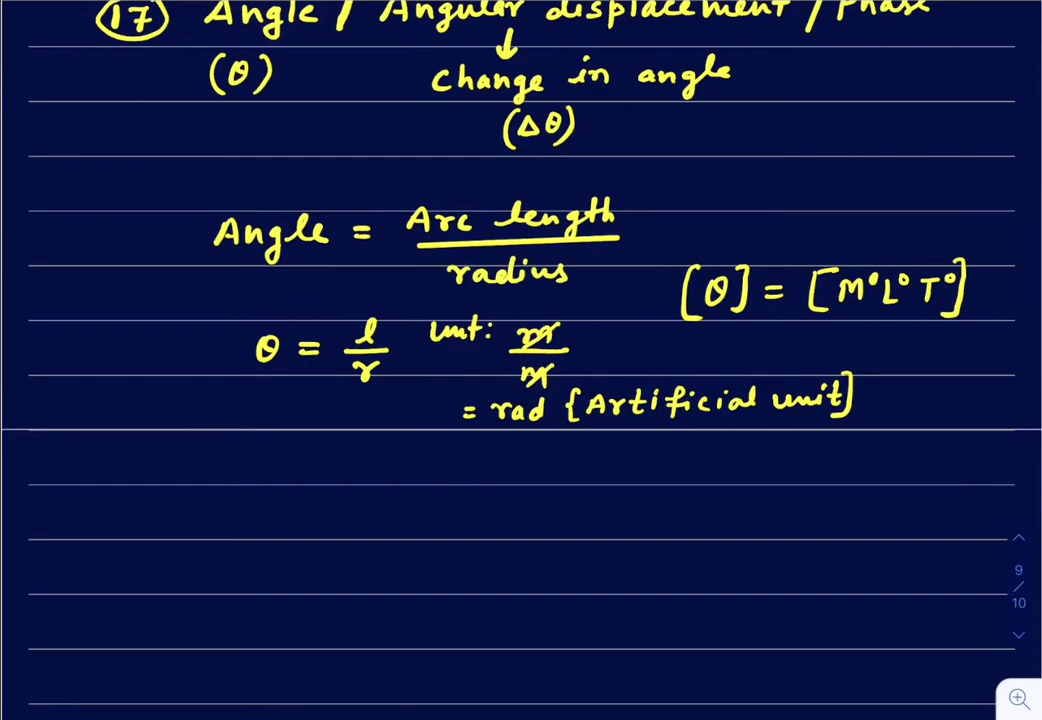 17 Angle / Angular displacement / Phase
(θ)
Change in angle
(Δθ)
Angle = Arc length / radius
[θ] = [M⁰L⁰T⁰]
θ = l / r unit: m / m
= rad {Artificial unit]
9 / 10